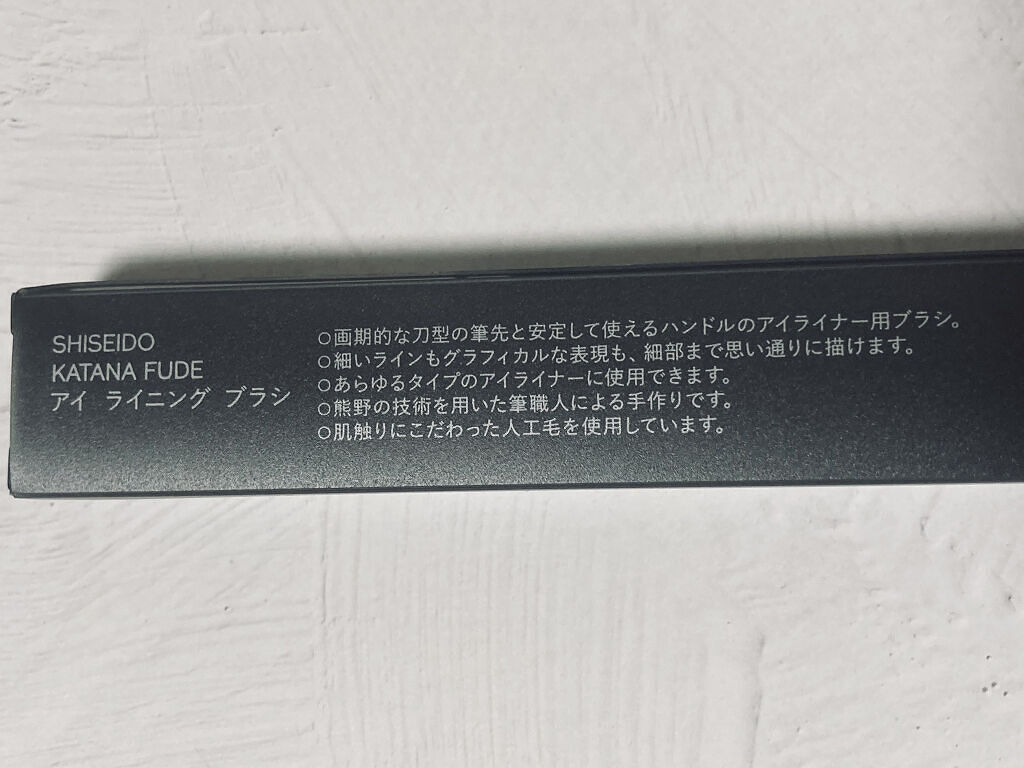 SHISEIDO
KATANA FUDE
アイ ライニング ブラシ
○画期的な刀型の筆先と安定して使えるハンドルのアイライナー用ブラシ。
○細いラインもグラフィカルな表現も、細部まで思い通りに描けます。
○あらゆるタイプのアイライナーに使用できます。
○熊野の技術を用いた筆職人による手作りです。
○肌触りにこだわった人工毛を使用しています。